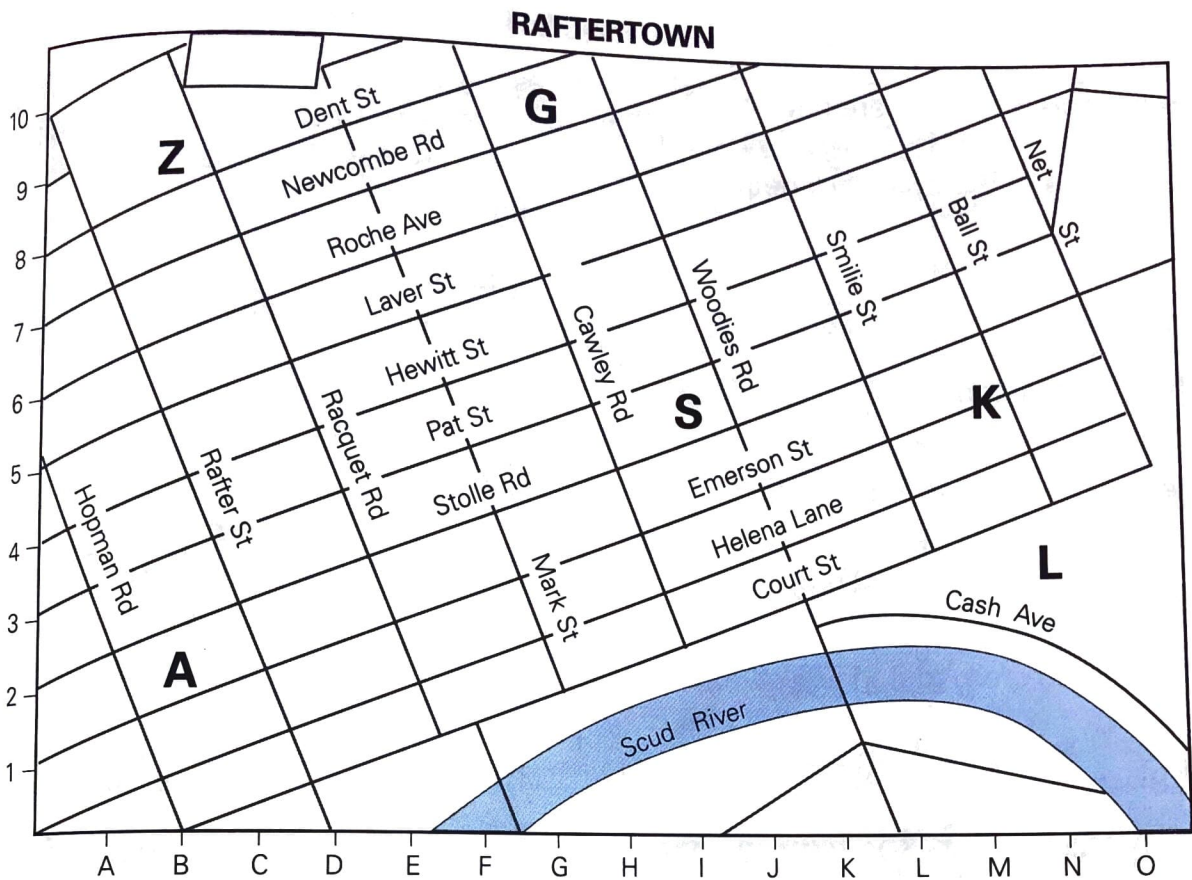 RAFTERTOWN
10
9
8
7
6
5
4
3
2
1
Z
G
S
K
A
L
Dent St
Newcombe Rd
Roche Ave
Laver St
Hewitt St
Pat St
Stolle Rd
Emerson St
Helena Lane
Court St
Hopman Rd
Rafter St
Racquet Rd
Mark St
Cawley Rd
Woodies Rd
Smilie St
Ball St
Net St
Cash Ave
Scud River
A B C D E F G H I J K L M N O